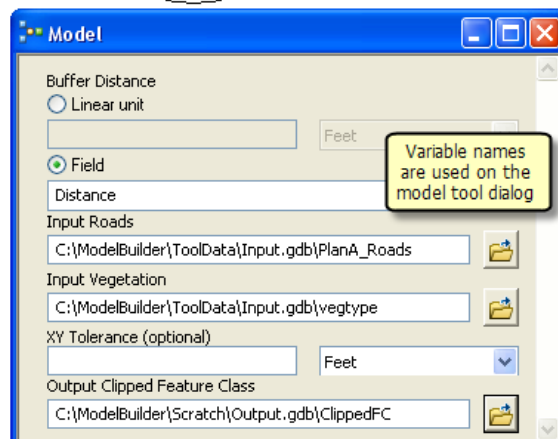 Model
Buffer Distance
Linear unit
Feet
Field
Variable names
are used on the
model tool dialog
Distance
Input Roads
C:\ModelBuilder\ToolData\Input.gdb\PlanA_Roads
Input Vegetation
C:\ModelBuilder\ToolData\Input.gdb\vegtype
XY Tolerance (optional)
Feet
Output Clipped Feature Class
C:\ModelBuilder\Scratch\Output.gdb\ClippedFC